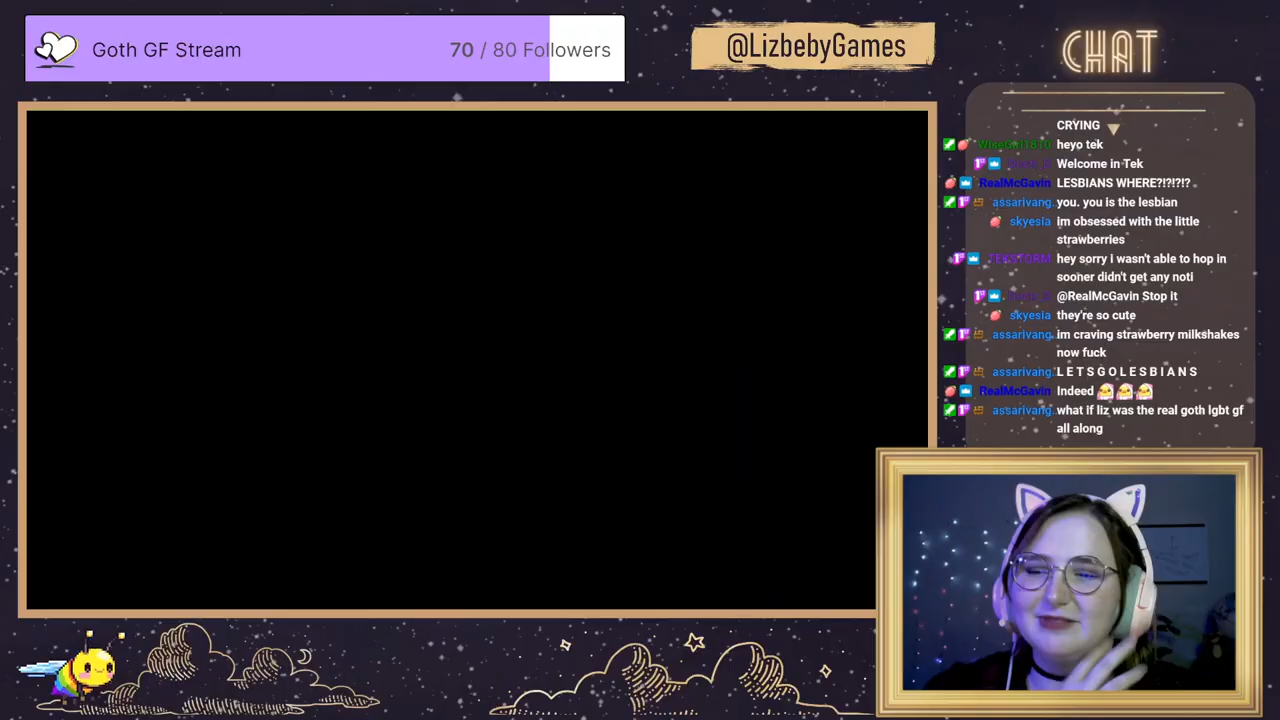 Goth GF Stream
70 / 80 Followers
@LizbebyGames
CHAT
CRYING
WiseGirl1810 heyo tek
Welcome in Tek
RealMcGavin LESBIANS WHERE?!?!?!?
assarivang. you. you is the lesbian
skyesia im obsessed with the little
strawberries
TEKSTORM hey sorry i wasn't able to hop in
sooner didn't get any noti
@RealMcGavin Stop it
skyesia they're so cute
assarivang. im craving strawberry milkshakes
now fuck
assarivang. L E T S G O L E S B I A N S
RealMcGavin Indeed
assarivang. what if liz was the real goth lgbt gf
all along